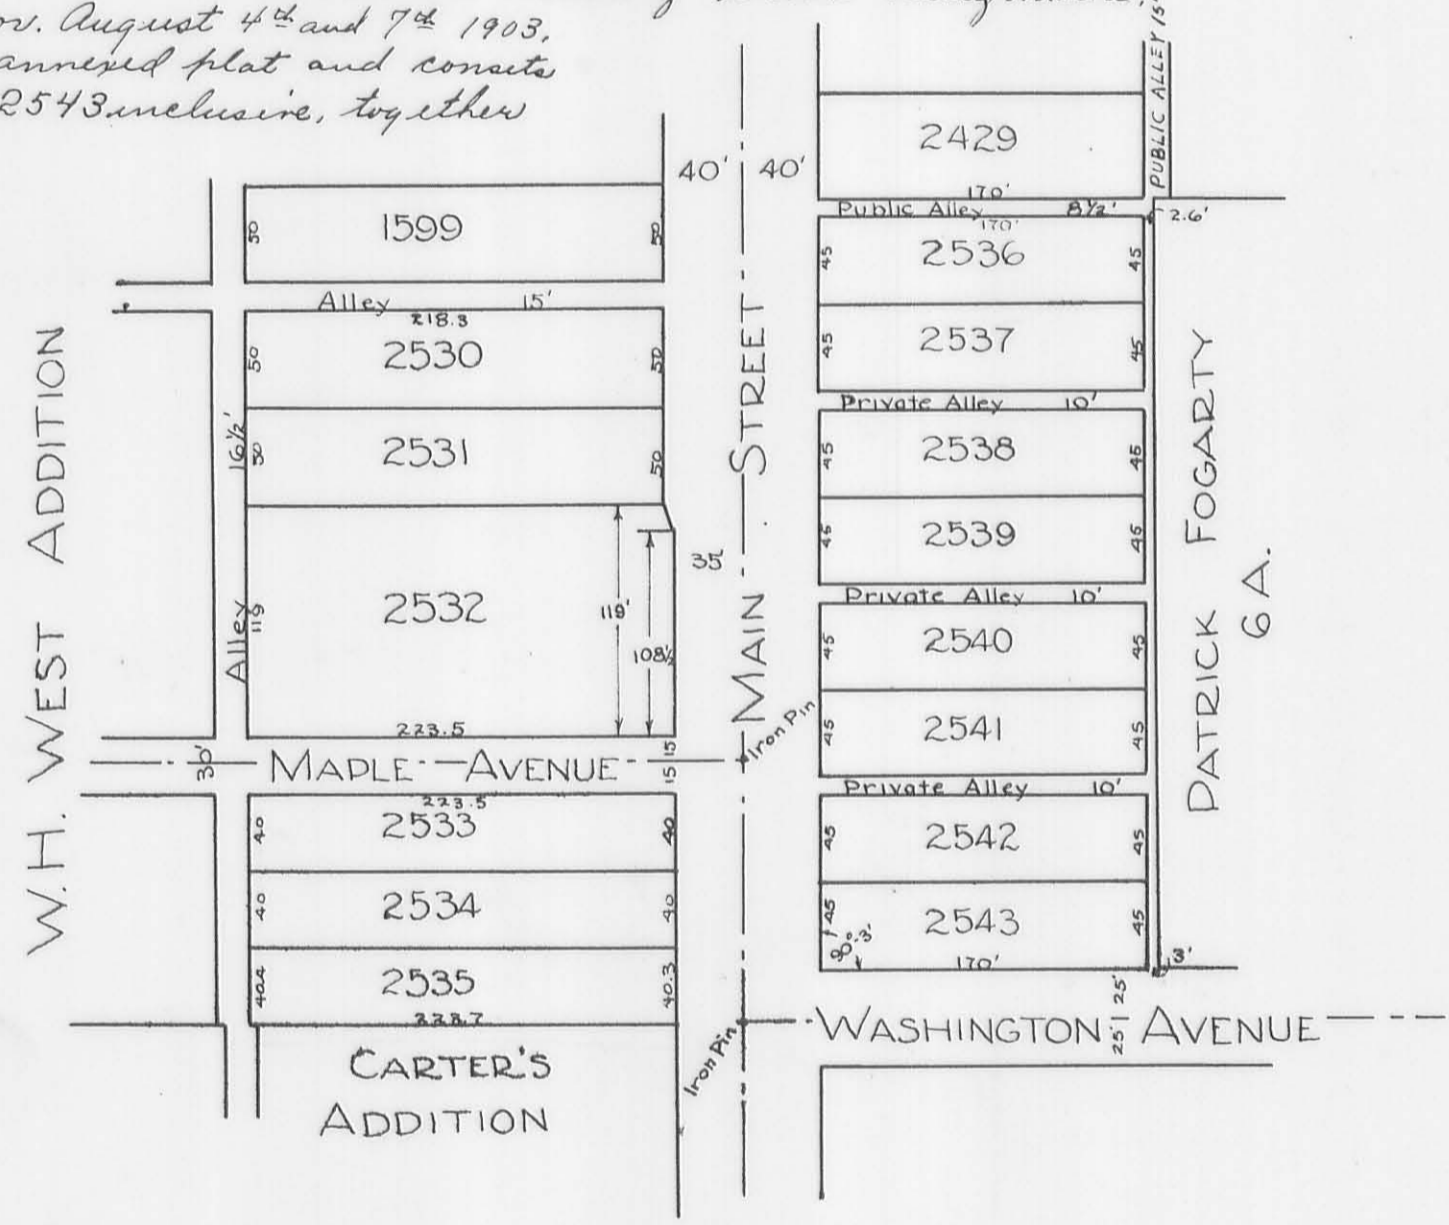 ov. August 4th and 7th 1903,
annexed plat and consets
2543 inclusive, together
PUBLIC ALLEY 15'
40' 40'
2429
170'
Public Alley 8½'
2.6'
1599
50 50
Alley 15'
218.3
2530
50 50
2531
50 50
16½'
Alley
2532
119
119'
108½
35
223.5
MAPLE AVENUE
30'
15 15
15
Iron Pin
223.5
2533
40 40
2534
40 40
2535
40.4 40.3
223.7
CARTER'S
ADDITION
W.H. WEST ADDITION
MAIN STREET
170'
2536
45 45
2537
45 45
Private Alley 10'
2538
45 45
2539
45 45
Private Alley 10'
2540
45 45
2541
45 45
Private Alley 10'
2542
45 45
2543
45 45
90°-3'
170'
3'
25'
25'
WASHINGTON AVENUE
Iron Pin
PATRICK FOGARTY
6 A.